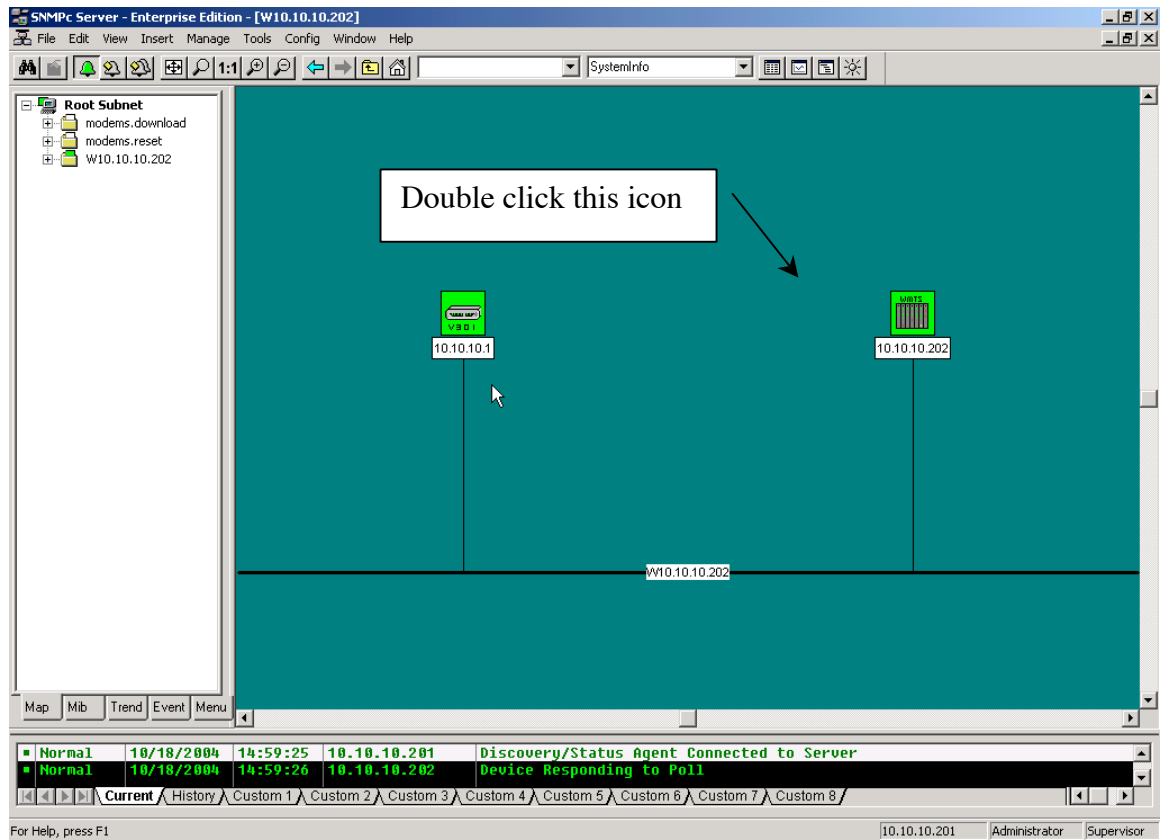 SNMPc Server - Enterprise Edition - [W10.10.10.202]
File Edit View Insert Manage Tools Config Window Help
1:1 SystemInfo
Root Subnet
modems.download
modems.reset
W10.10.10.202
Double click this icon
WMTS
V301
10.10.10.1
10.10.10.202
W10.10.10.202
Map Mib Trend Event Menu
Normal 10/18/2004 14:59:25 10.10.10.201 Discovery/Status Agent Connected to Server
Normal 10/18/2004 14:59:26 10.10.10.202 Device Responding to Poll
Current History Custom 1 Custom 2 Custom 3 Custom 4 Custom 5 Custom 6 Custom 7 Custom 8
For Help, press F1 10.10.10.201 Administrator Supervisor